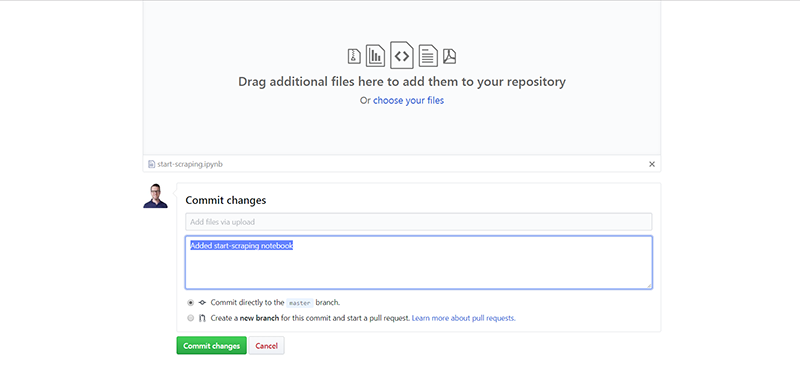 Drag additional files here to add them to your repository
Or choose your files
start-scraping.ipynb
Commit changes
Add files via upload
Added start-scraping notebook
Commit directly to the master branch.
Create a new branch for this commit and start a pull request. Learn more about pull requests.
Commit changes Cancel